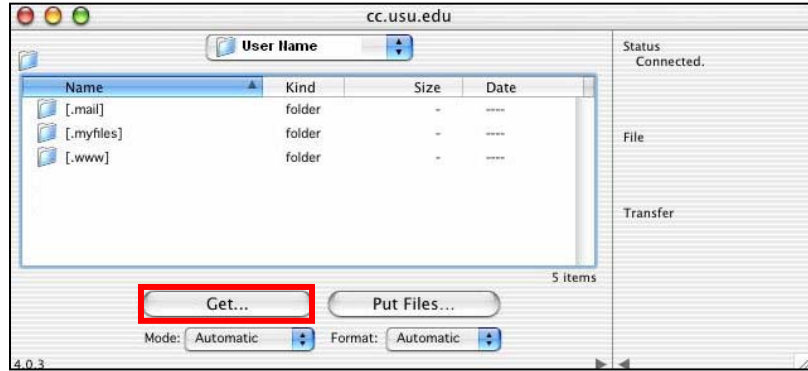 cc.usu.edu
User Name
Status
Connected.
Name Kind Size Date
[.mail] folder - ----
[.myfiles] folder - ----
[.www] folder - ----
File
Transfer
5 items
Get... Put Files...
Mode: Automatic Format: Automatic
4.0.3